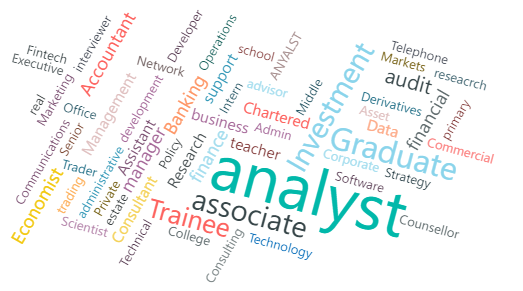 Fintech
Executive
interviewer
Accountant
Developer
Operations
Network
school
ANYALST
Telephone
Markets
researcrh
real
Marketing
support
advisor
Middle
Investment
audit
Office
Management
development
Banking
Intern
Chartered
Derivatives
Asset
financial
primary
Communications
Senior
Assistant
manager
business
Admin
Data
Graduate
Commercial
Trader
administrative
Policy
Research
finance
teacher
Corporate
Strategy
Economist
trading
Private
estate
Consultant
analyst
Software
Scientist
Technical
Trainee
associate
College
Consulting
Technology
Counsellor